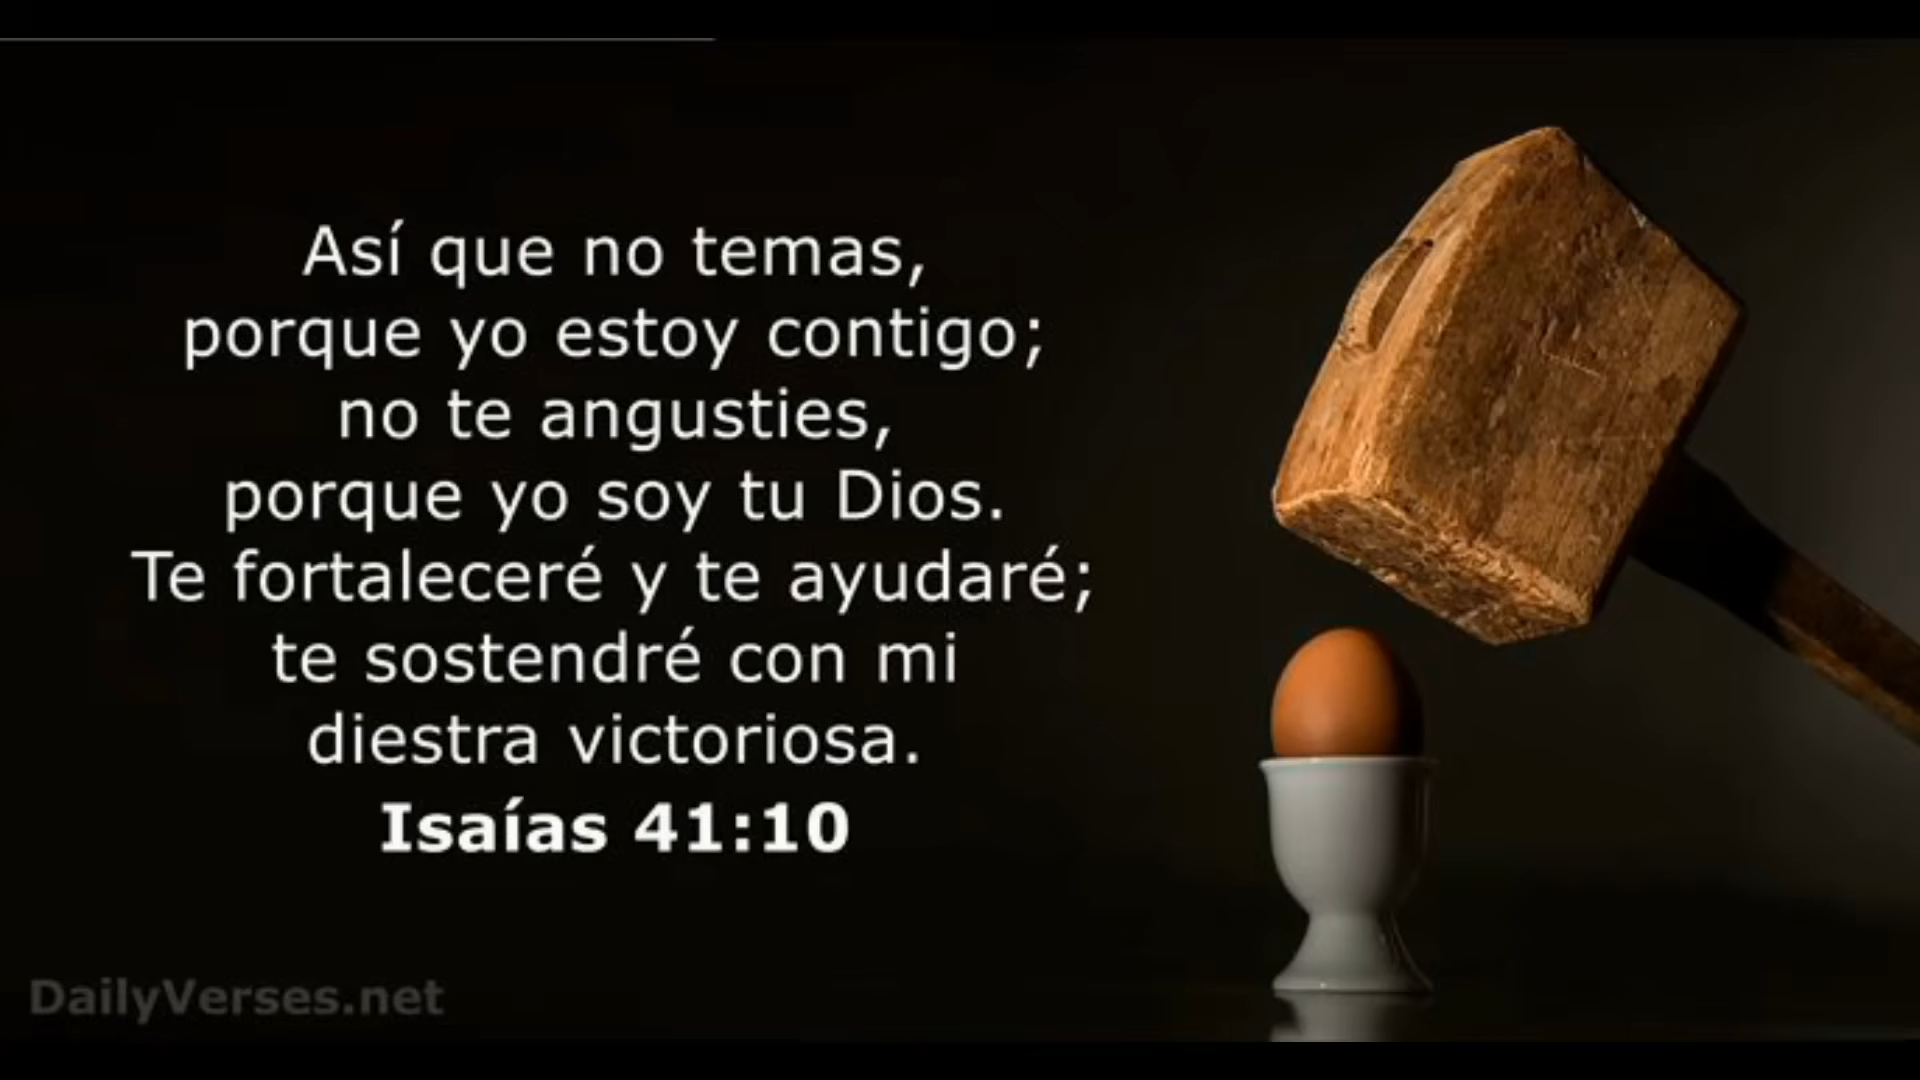 Así que no temas,
porque yo estoy contigo;
no te angusties,
porque yo soy tu Dios.
Te fortaleceré y te ayudaré;
te sostendré con mi
diestra victoriosa.
Isaías 41:10
DailyVerses.net